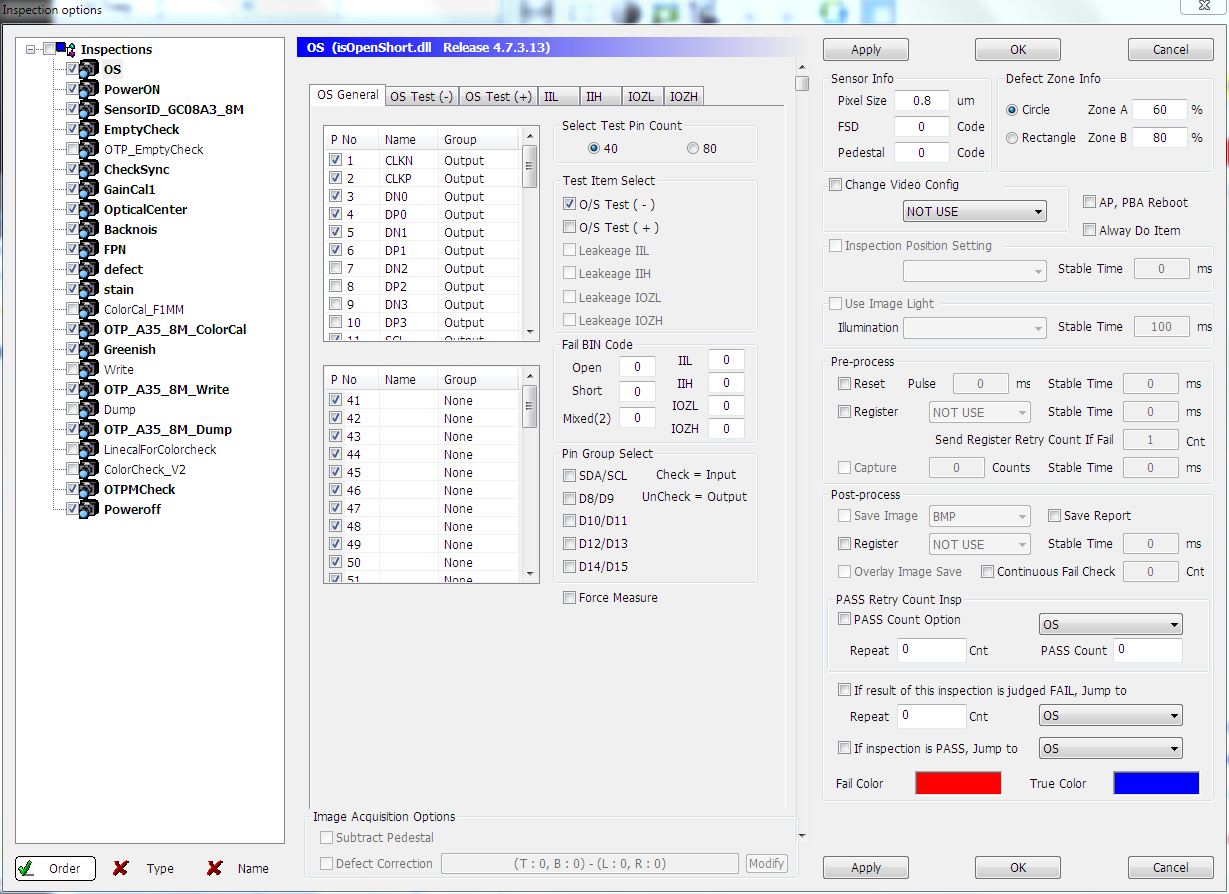 Inspection options
Inspections
OS
PowerON
SensorID_GC08A3_8M
EmptyCheck
OTP_EmptyCheck
CheckSync
GainCal1
OpticalCenter
Backnois
FPN
defect
stain
ColorCal_F1MM
OTP_A35_8M_ColorCal
Greenish
Write
OTP_A35_8M_Write
Dump
OTP_A35_8M_Dump
LinecalForColorcheck
ColorCheck_V2
OTPMCheck
Poweroff
Order Type Name
OS (isOpenShort.dll Release 4.7.3.13)
OS General OS Test (-) OS Test (+) IIL IIH IOZL IOZH
P No Name Group
1 CLKN Output
2 CLKP Output
3 DN0 Output
4 DP0 Output
5 DN1 Output
6 DP1 Output
7 DN2 Output
8 DP2 Output
9 DN3 Output
10 DP3 Output
11 SCL Output
P No Name Group
41 None
42 None
43 None
44 None
45 None
46 None
47 None
48 None
49 None
50 None
51 None
Select Test Pin Count
40 80
Test Item Select
O/S Test ( - )
O/S Test ( + )
Leakeage IIL
Leakeage IIH
Leakeage IOZL
Leakeage IOZH
Fail BIN Code
Open 0 IIL 0
Short 0 IIH 0
Mixed(2) 0 IOZL 0
IOZH 0
Pin Group Select
SDA/SCL Check = Input
D8/D9 UnCheck = Output
D10/D11
D12/D13
D14/D15
Force Measure
Image Acquisition Options
Subtract Pedestal
Defect Correction (T : 0, B : 0) - (L : 0, R : 0) Modify
Apply OK Cancel
Sensor Info
Pixel Size 0.8 um
FSD 0 Code
Pedestal 0 Code
Defect Zone Info
Circle Zone A 60 %
Rectangle Zone B 80 %
Change Video Config
NOT USE
AP, PBA Reboot
Alway Do Item
Inspection Position Setting
Stable Time 0 ms
Use Image Light
Illumination Stable Time 100 ms
Pre-process
Reset Pulse 0 ms Stable Time 0 ms
Register NOT USE Stable Time 0 ms
Send Register Retry Count If Fail 1 Cnt
Capture 0 Counts Stable Time 0 ms
Post-process
Save Image BMP Save Report
Register NOT USE Stable Time 0 ms
Overlay Image Save Continuous Fail Check 0 Cnt
PASS Retry Count Insp
PASS Count Option OS
Repeat 0 Cnt PASS Count 0
If result of this inspection is judged FAIL, Jump to
Repeat 0 Cnt OS
If inspection is PASS, Jump to OS
Fail Color True Color
Apply OK Cancel